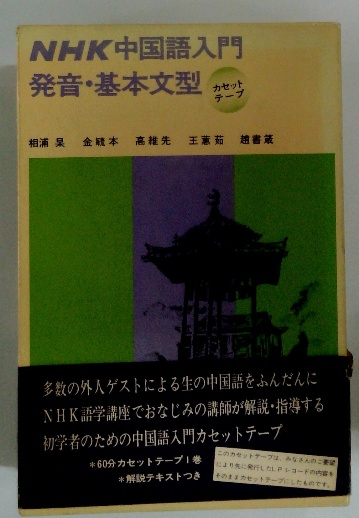 NHK中国語入門
発音・基本文型
カセット
テープ
相浦杲 金毓本 高維先 王蕙茹 趙書蔵
多数の外人ゲストによる生の中国語をふんだんに
NHK語学講座でおなじみの講師が解説・指導する
初学者のための中国語入門カセットテープ
*60分カセットテープ1巻
*解説テキストつき
このカセットテープは、みなさんのご要望
により先に発行したLPレコードの内容を
そのままカセットテープにしたものです。